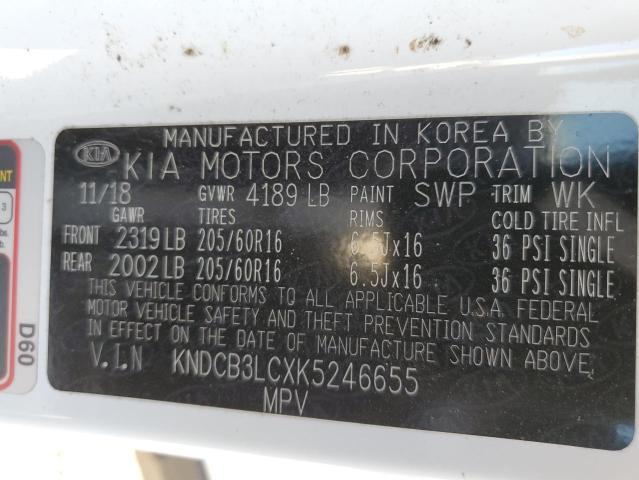 MANUFACTURED IN KOREA BY
KIA KIA MOTORS CORPORATION
11/18 GVWR 4189 LB PAINT SWP TRIM WK
GAWR TIRES RIMS COLD TIRE INFL
FRONT 2319 LB 205/60R16 6.5Jx16 36 PSI SINGLE
REAR 2002 LB 205/60R16 6.5Jx16 36 PSI SINGLE
THIS VEHICLE CONFORMS TO ALL APPLICABLE U.S.A. FEDERAL
MOTOR VEHICLE SAFETY AND THEFT PREVENTION STANDARDS
IN EFFECT ON THE DATE OF MANUFACTURE SHOWN ABOVE.
V.I.N KNDCB3LCXK5246655
MPV
D60
3